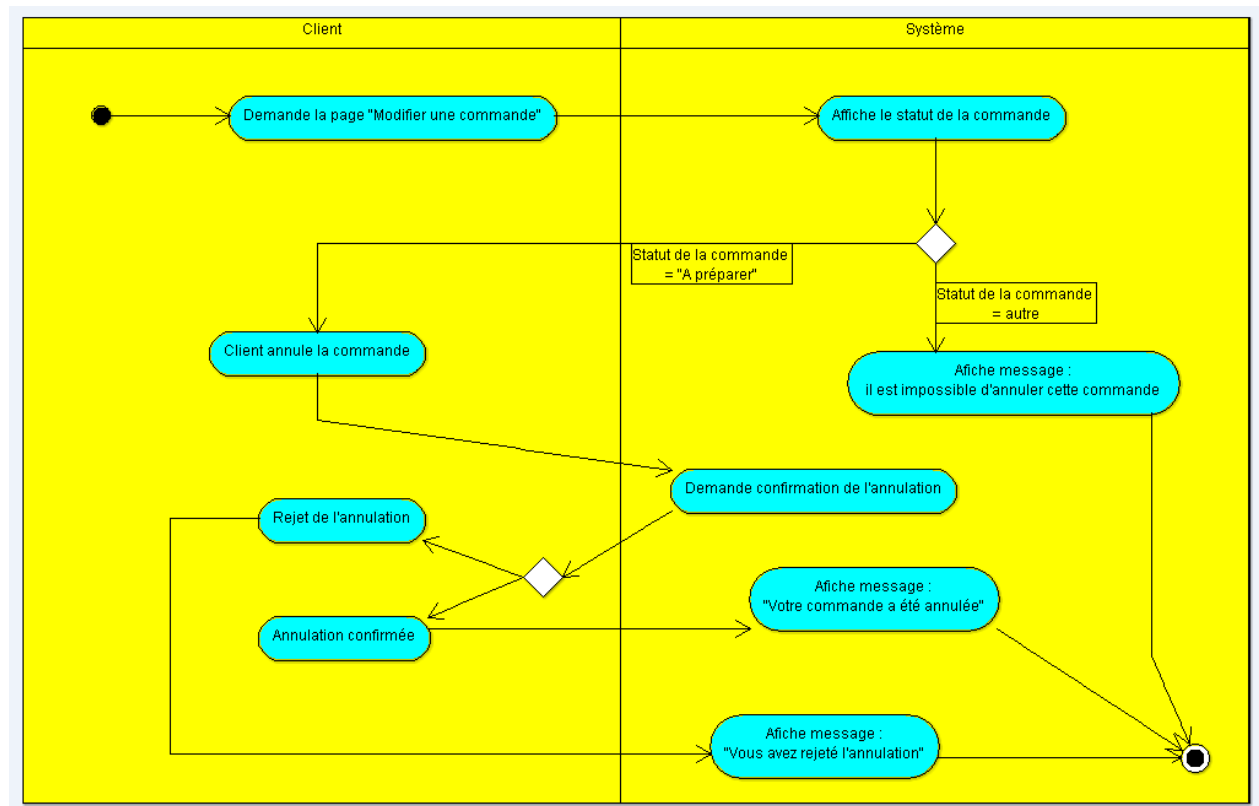 Client
Système
Demande la page "Modifier une commande"
Affiche le statut de la commande
Statut de la commande
= "A préparer"
Statut de la commande
= autre
Client annule la commande
Afiche message :
il est impossible d'annuler cette commande
Demande confirmation de l'annulation
Rejet de l'annulation
Afiche message :
"Votre commande a été annulée"
Annulation confirmée
Afiche message :
"Vous avez rejeté l'annulation"